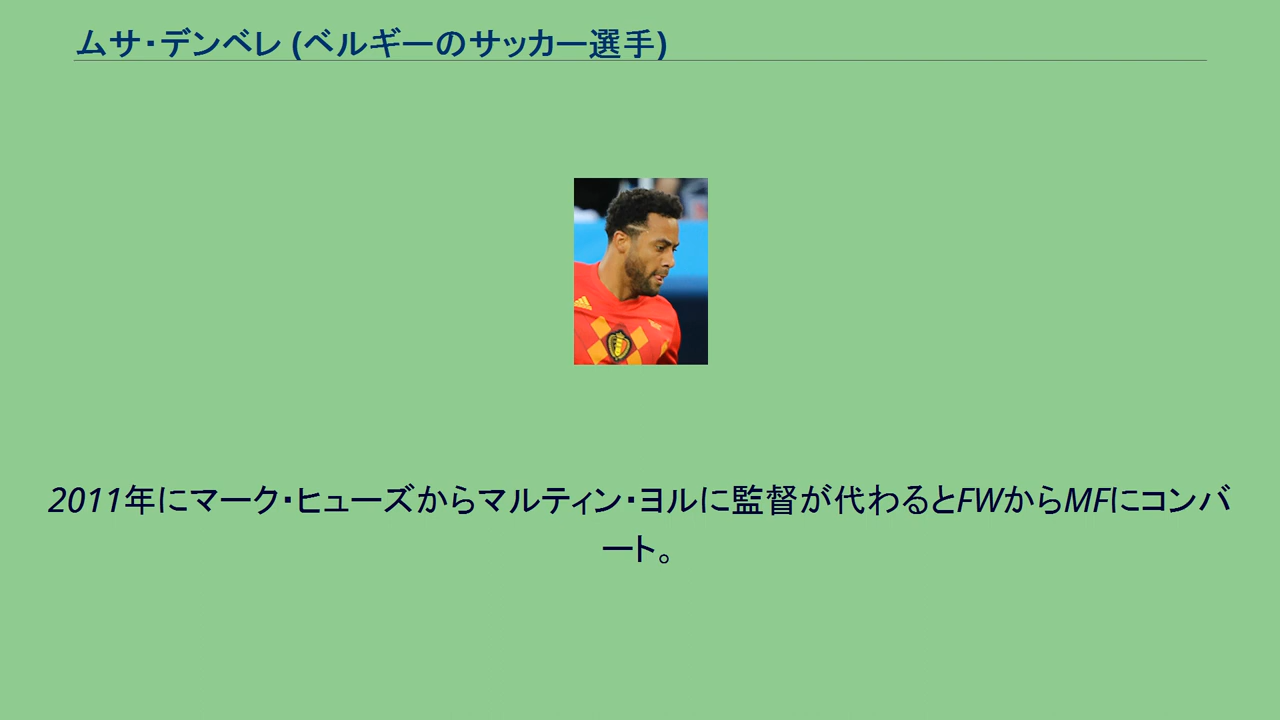 ムサ・デンベレ (ベルギーのサッカー選手)
2011年にマーク・ヒューズからマルティン・ヨルに監督が代わるとFWからMFにコンバ
ート。